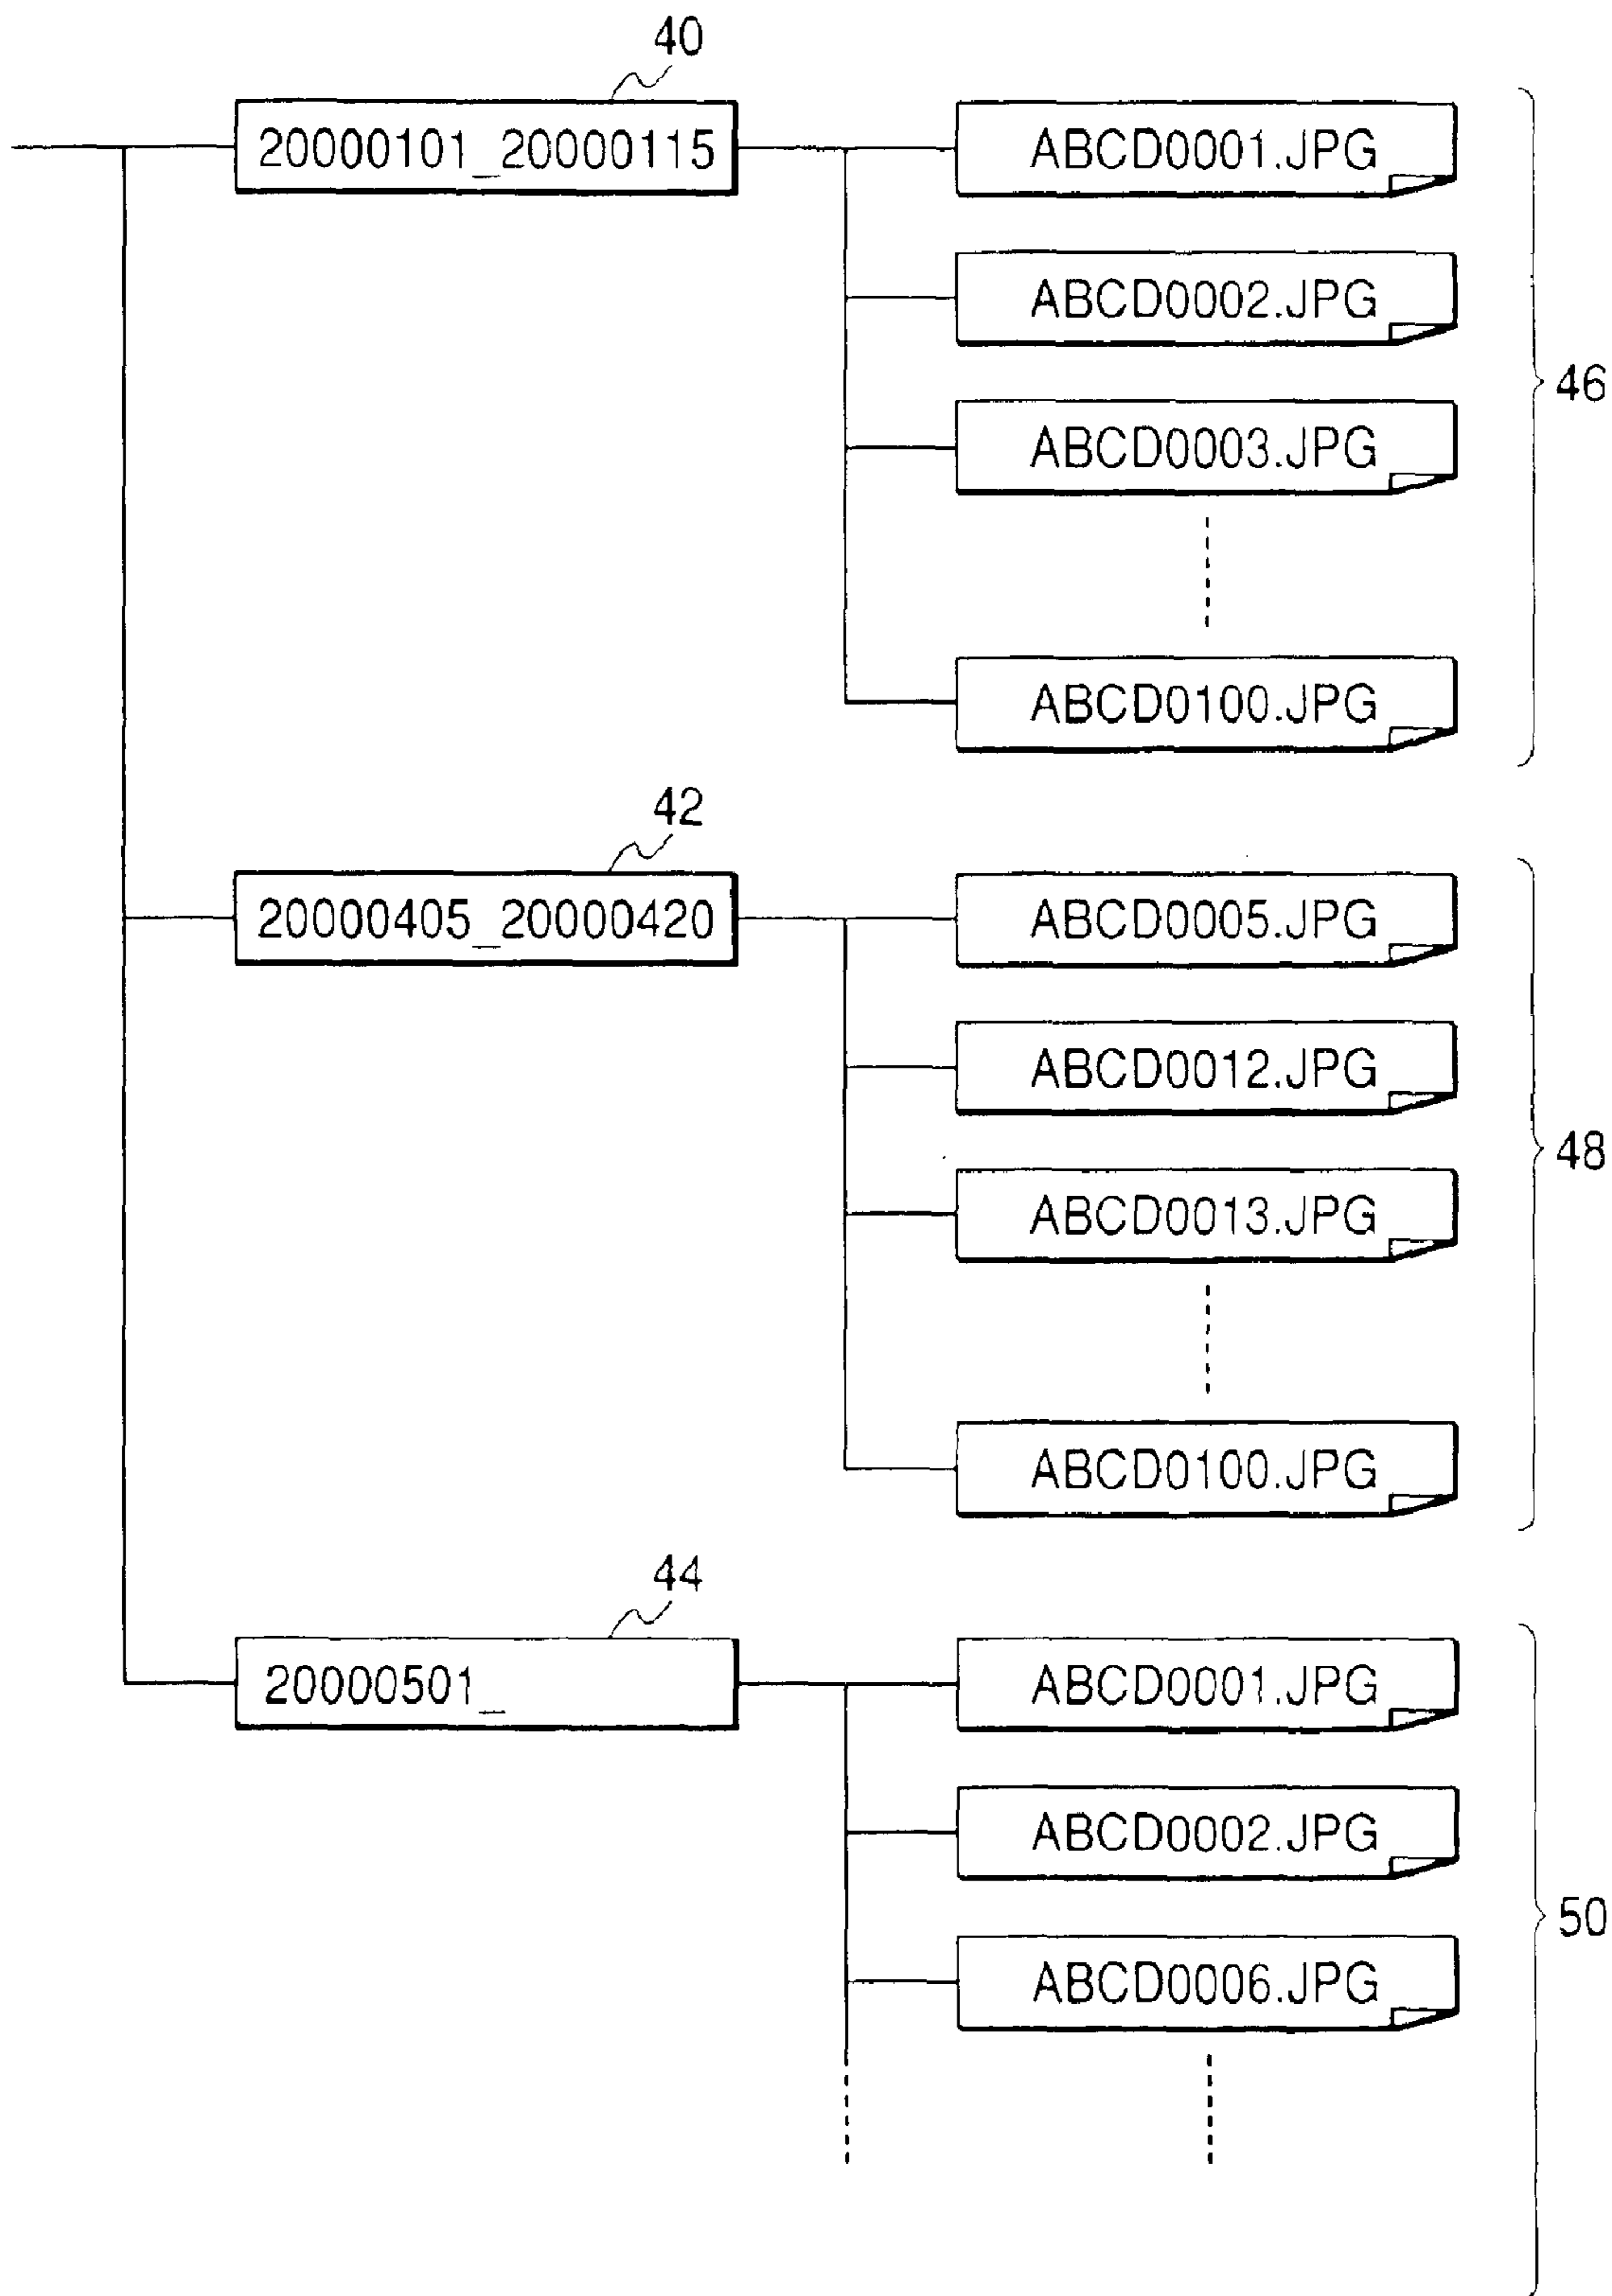 40
20000101_20000115
ABCD0001.JPG
ABCD0002.JPG
ABCD0003.JPG
46
ABCD0100.JPG
42
20000405_20000420
ABCD0005.JPG
ABCD0012.JPG
48
ABCD0013.JPG
ABCD0100.JPG
44
20000501_
ABCD0001.JPG
ABCD0002.JPG
50
ABCD0006.JPG